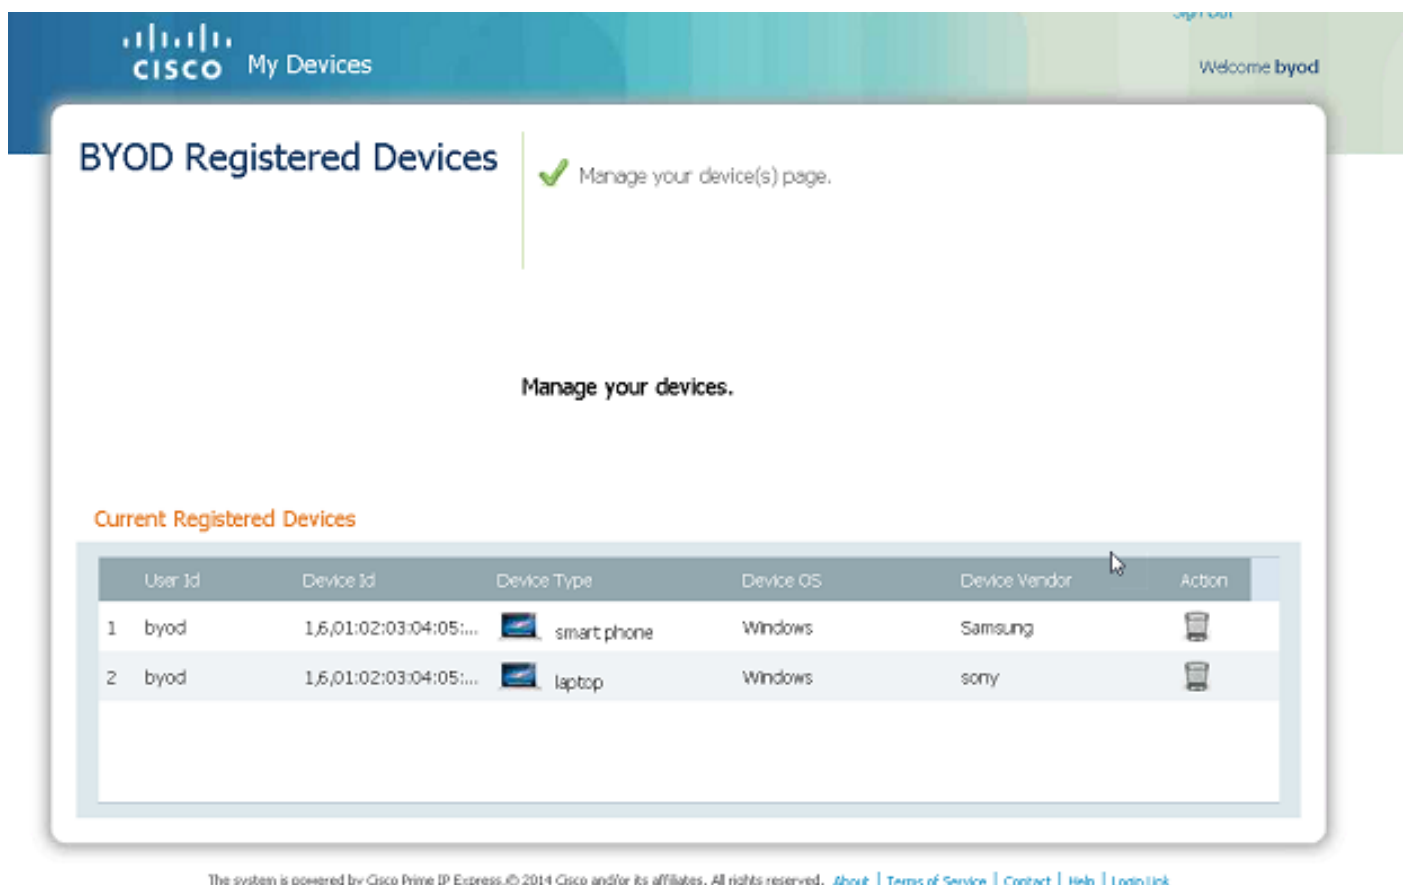 Sign Out
CISCO My Devices
Welcome byod
BYOD Registered Devices
Manage your device(s) page.
Manage your devices.
Current Registered Devices
User Id Device Id Device Type Device OS Device Vendor Action
1 byod 1,6,01:02:03:04:05:... smart phone Windows Samsung
2 byod 1,6,01:02:03:04:05:... laptop Windows sony
The system is powered by Cisco Prime IP Express.© 2014 Cisco and/or its affiliates. All rights reserved. About | Terms of Service | Contact | Help | Login Link